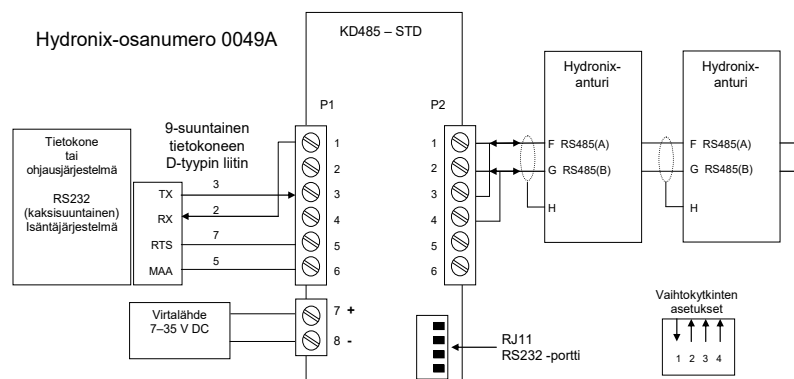 Hydronix-osanumero 0049A
KD485 – STD
P1
P2
Tietokone
tai
ohjausjärjestelmä
RS232
(kaksisuuntainen)
Isäntäjärjestelmä
9-suuntainen
tietokoneen
D-tyypin liitin
TX
RX
RTS
MAA
3
2
7
5
1
2
3
4
5
6
7 +
8 -
Virtalähde
7–35 V DC
1
2
3
4
5
6
Hydronix-
anturi
F RS485(A)
G RS485(B)
H
Hydronix-
anturi
F RS485(A)
G RS485(B)
H
RJ11
RS232 -portti
Vaihtokytkinten
asetukset
1 2 3 4